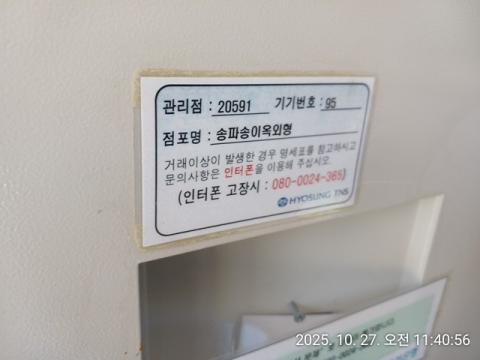 관리점 : 20591 기기번호 : 95
점포명 : 송파송이옥외형
거래이상이 발생한 경우 명세표를 참고하시고
문의사항은 인터폰을 이용해 주십시오.
(인터폰 고장시 : 080-0024-365)
HYOSUNG TNS
2025. 10. 27. 오전 11:40:56